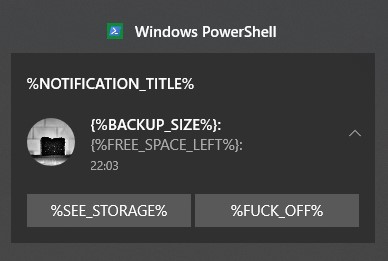 Windows PowerShell
%NOTIFICATION_TITLE%
{%BACKUP_SIZE%}:
{%FREE_SPACE_LEFT%}:
22:03
%SEE_STORAGE%
%FUCK_OFF%